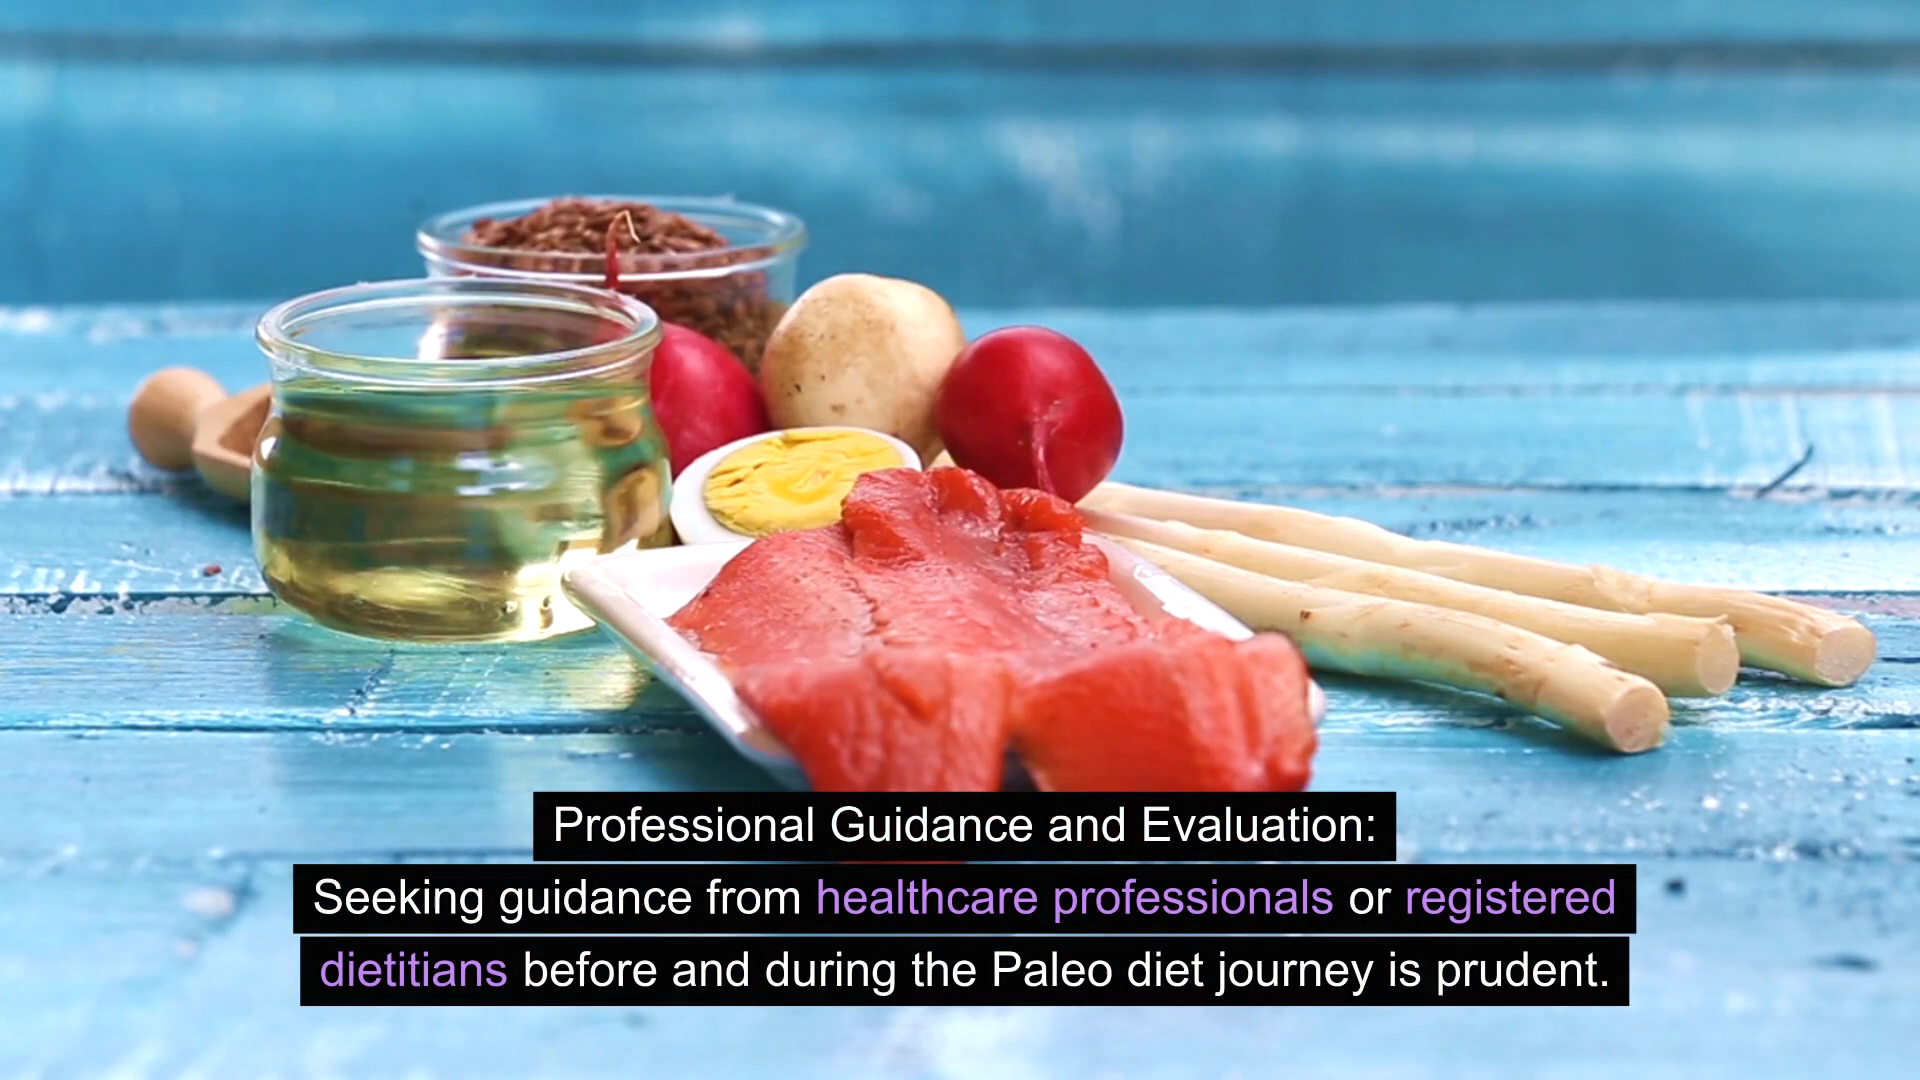 Professional Guidance and Evaluation:
Seeking guidance from healthcare professionals or registered
dietitians before and during the Paleo diet journey is prudent.